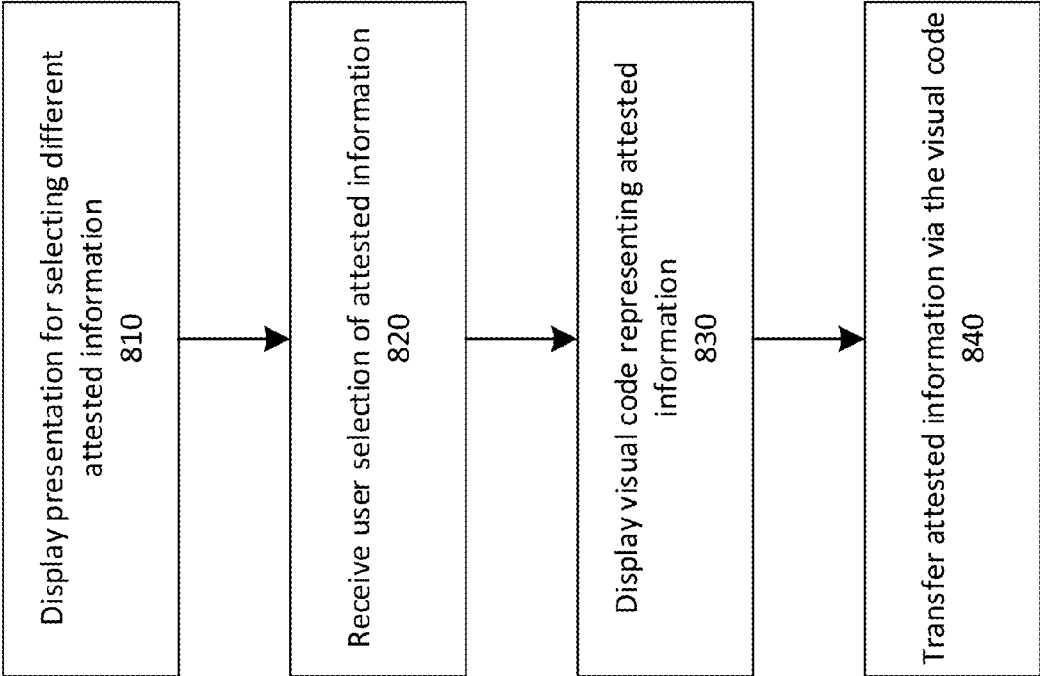 Display presentation for selecting different
attested information
810
Receive user selection of attested information
820
Display visual code representing attested
information
830
Transfer attested information via the visual code
840